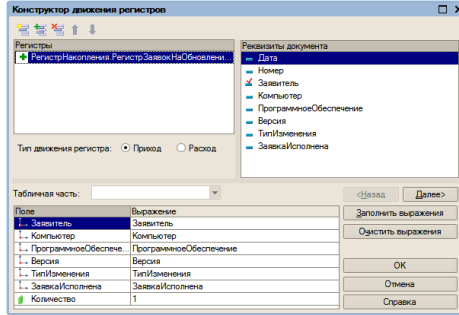 Конструктор движения регистров
Регистры
РегистрНакопления.РегистрЗаявокНаОбновлени...
Тип движения регистра: Приход Расход
Реквизиты документа
Дата
Номер
Заявитель
Компьютер
ПрограммноеОбеспечение
Версия
ТипИзменения
ЗаявкаИсполнена
Табличная часть:
<Назад Далее>
Поле Выражение
Заявитель Заявитель
Компьютер Компьютер
ПрограммноеОбеспече... ПрограммноеОбеспечение
Версия Версия
ТипИзменения ТипИзменения
ЗаявкаИсполнена ЗаявкаИсполнена
Количество 1
Заполнить выражения
Очистить выражения
OK
Отмена
Справка